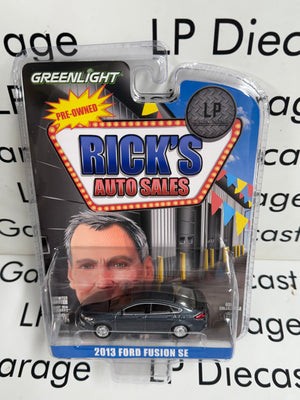 LP Diecast
Garage
GREENLIGHT
PRE-OWNED
LP
RICK'S
AUTO SALES
2013 FORD FUSION SE